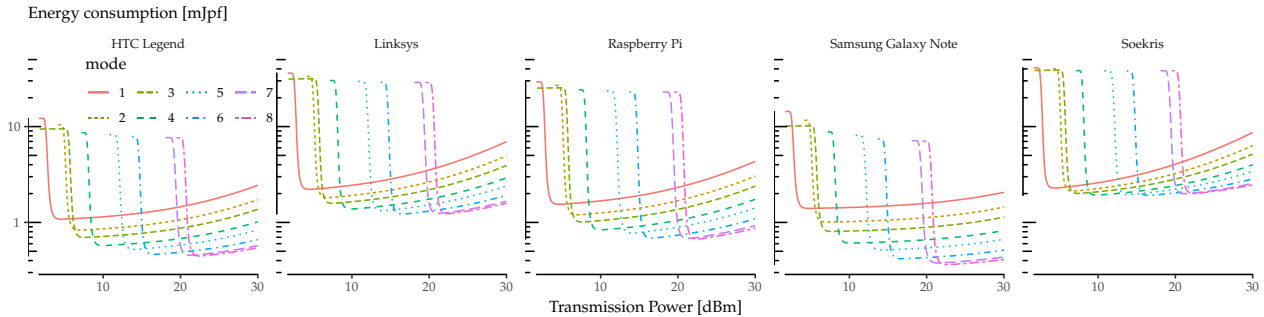 Energy consumption [mJpf]
HTC Legend Linksys Raspberry Pi Samsung Galaxy Note Soekris
mode
1 3 5 7
2 4 6 8
10
1
10 20 30 10 20 30 10 20 30 10 20 30 10 20 30
Transmission Power [dBm]